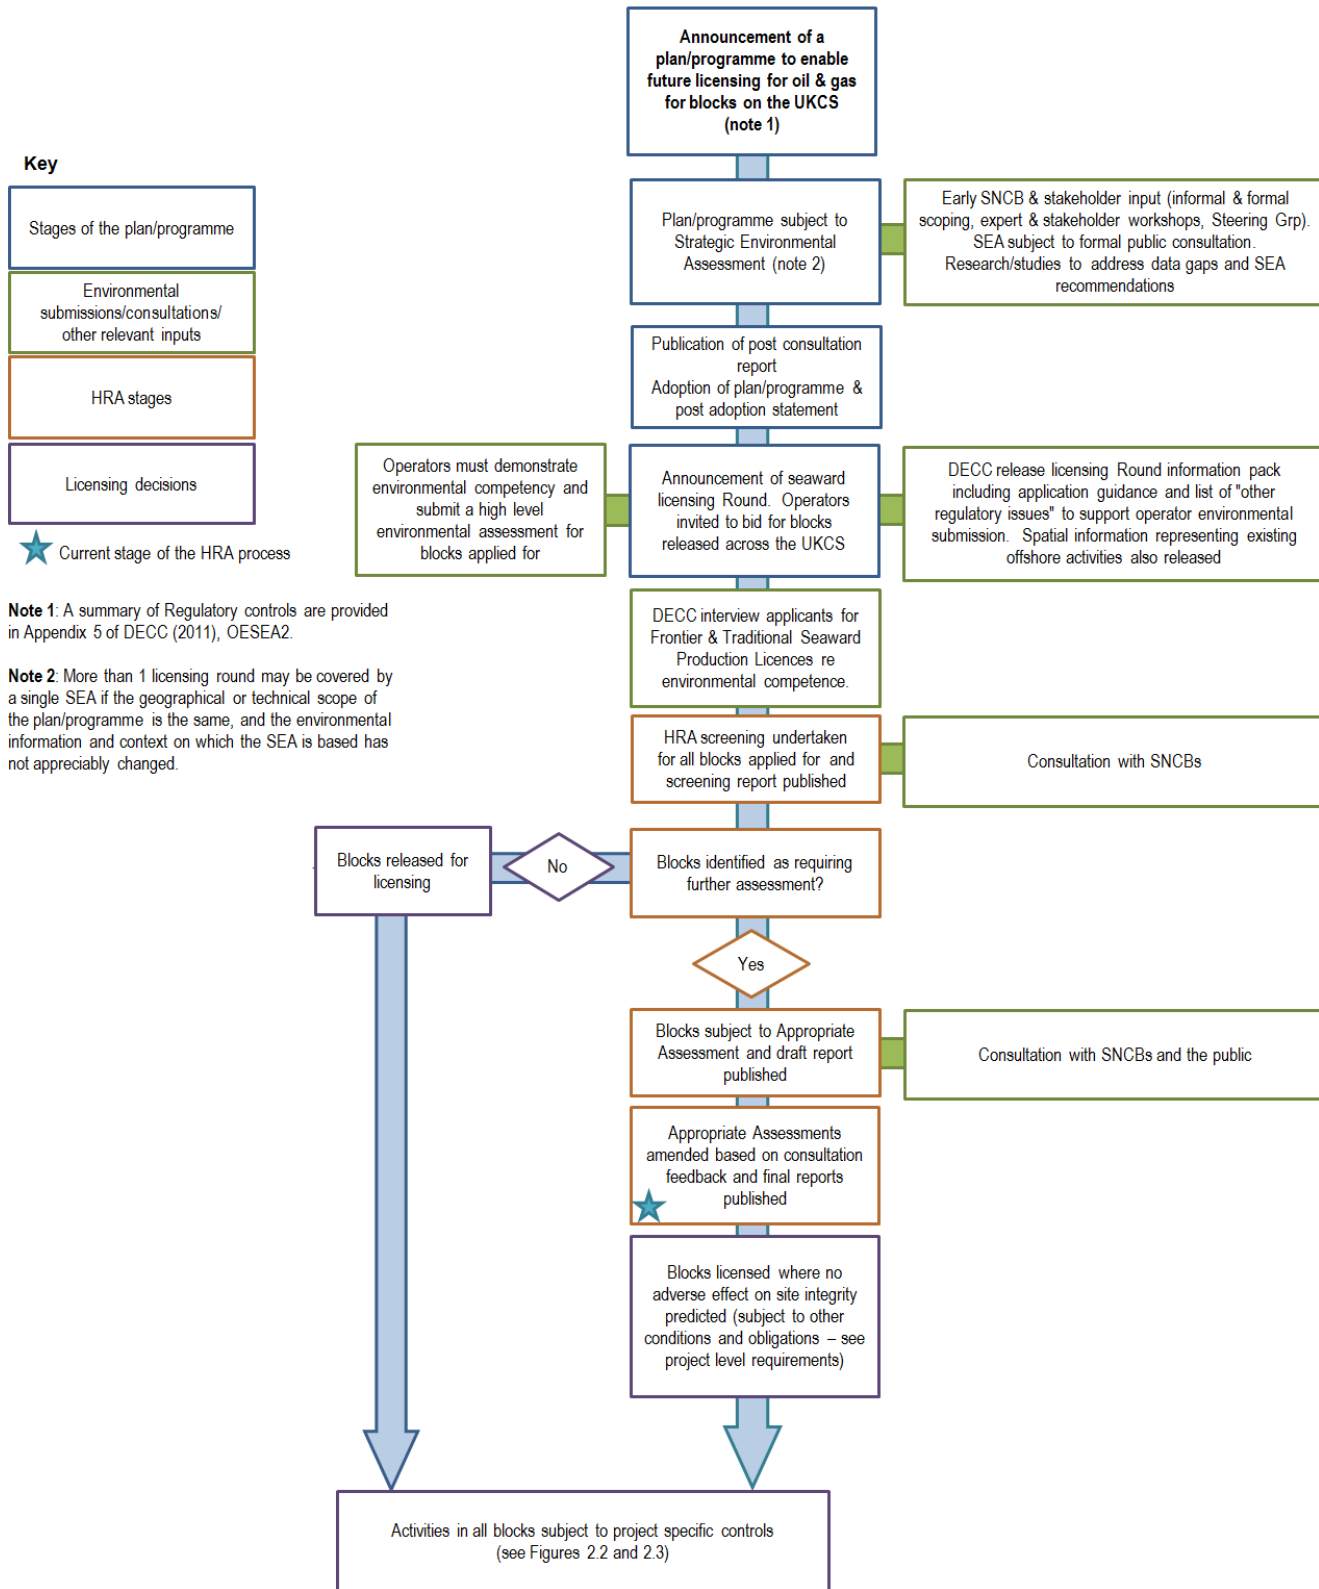 Announcement of a
plan/programme to enable
future licensing for oil & gas
for blocks on the UKCS
(note 1)
Key
Stages of the plan/programme
Environmental
submissions/consultations/
other relevant inputs
HRA stages
Licensing decisions
Current stage of the HRA process
Note 1: A summary of Regulatory controls are provided
in Appendix 5 of DECC (2011), OESEA2.
Note 2: More than 1 licensing round may be covered by
a single SEA if the geographical or technical scope of
the plan/programme is the same, and the environmental
information and context on which the SEA is based has
not appreciably changed.
Plan/programme subject to
Strategic Environmental
Assessment (note 2)
Early SNCB & stakeholder input (informal & formal
scoping, expert & stakeholder workshops, Steering Grp).
SEA subject to formal public consultation.
Research/studies to address data gaps and SEA
recommendations
Publication of post consultation
report
Adoption of plan/programme &
post adoption statement
Operators must demonstrate
environmental competency and
submit a high level
environmental assessment for
blocks applied for
Announcement of seaward
licensing Round. Operators
invited to bid for blocks
released across the UKCS
DECC release licensing Round information pack
including application guidance and list of "other
regulatory issues" to support operator environmental
submission. Spatial information representing existing
offshore activities also released
DECC interview applicants for
Frontier & Traditional Seaward
Production Licences re
environmental competence.
HRA screening undertaken
for all blocks applied for and
screening report published
Consultation with SNCBs
Blocks released for
licensing
No
Blocks identified as requiring
further assessment?
Yes
Blocks subject to Appropriate
Assessment and draft report
published
Consultation with SNCBs and the public
Appropriate Assessments
amended based on consultation
feedback and final reports
published
Blocks licensed where no
adverse effect on site integrity
predicted (subject to other
conditions and obligations – see
project level requirements)
Activities in all blocks subject to project specific controls
(see Figures 2.2 and 2.3)